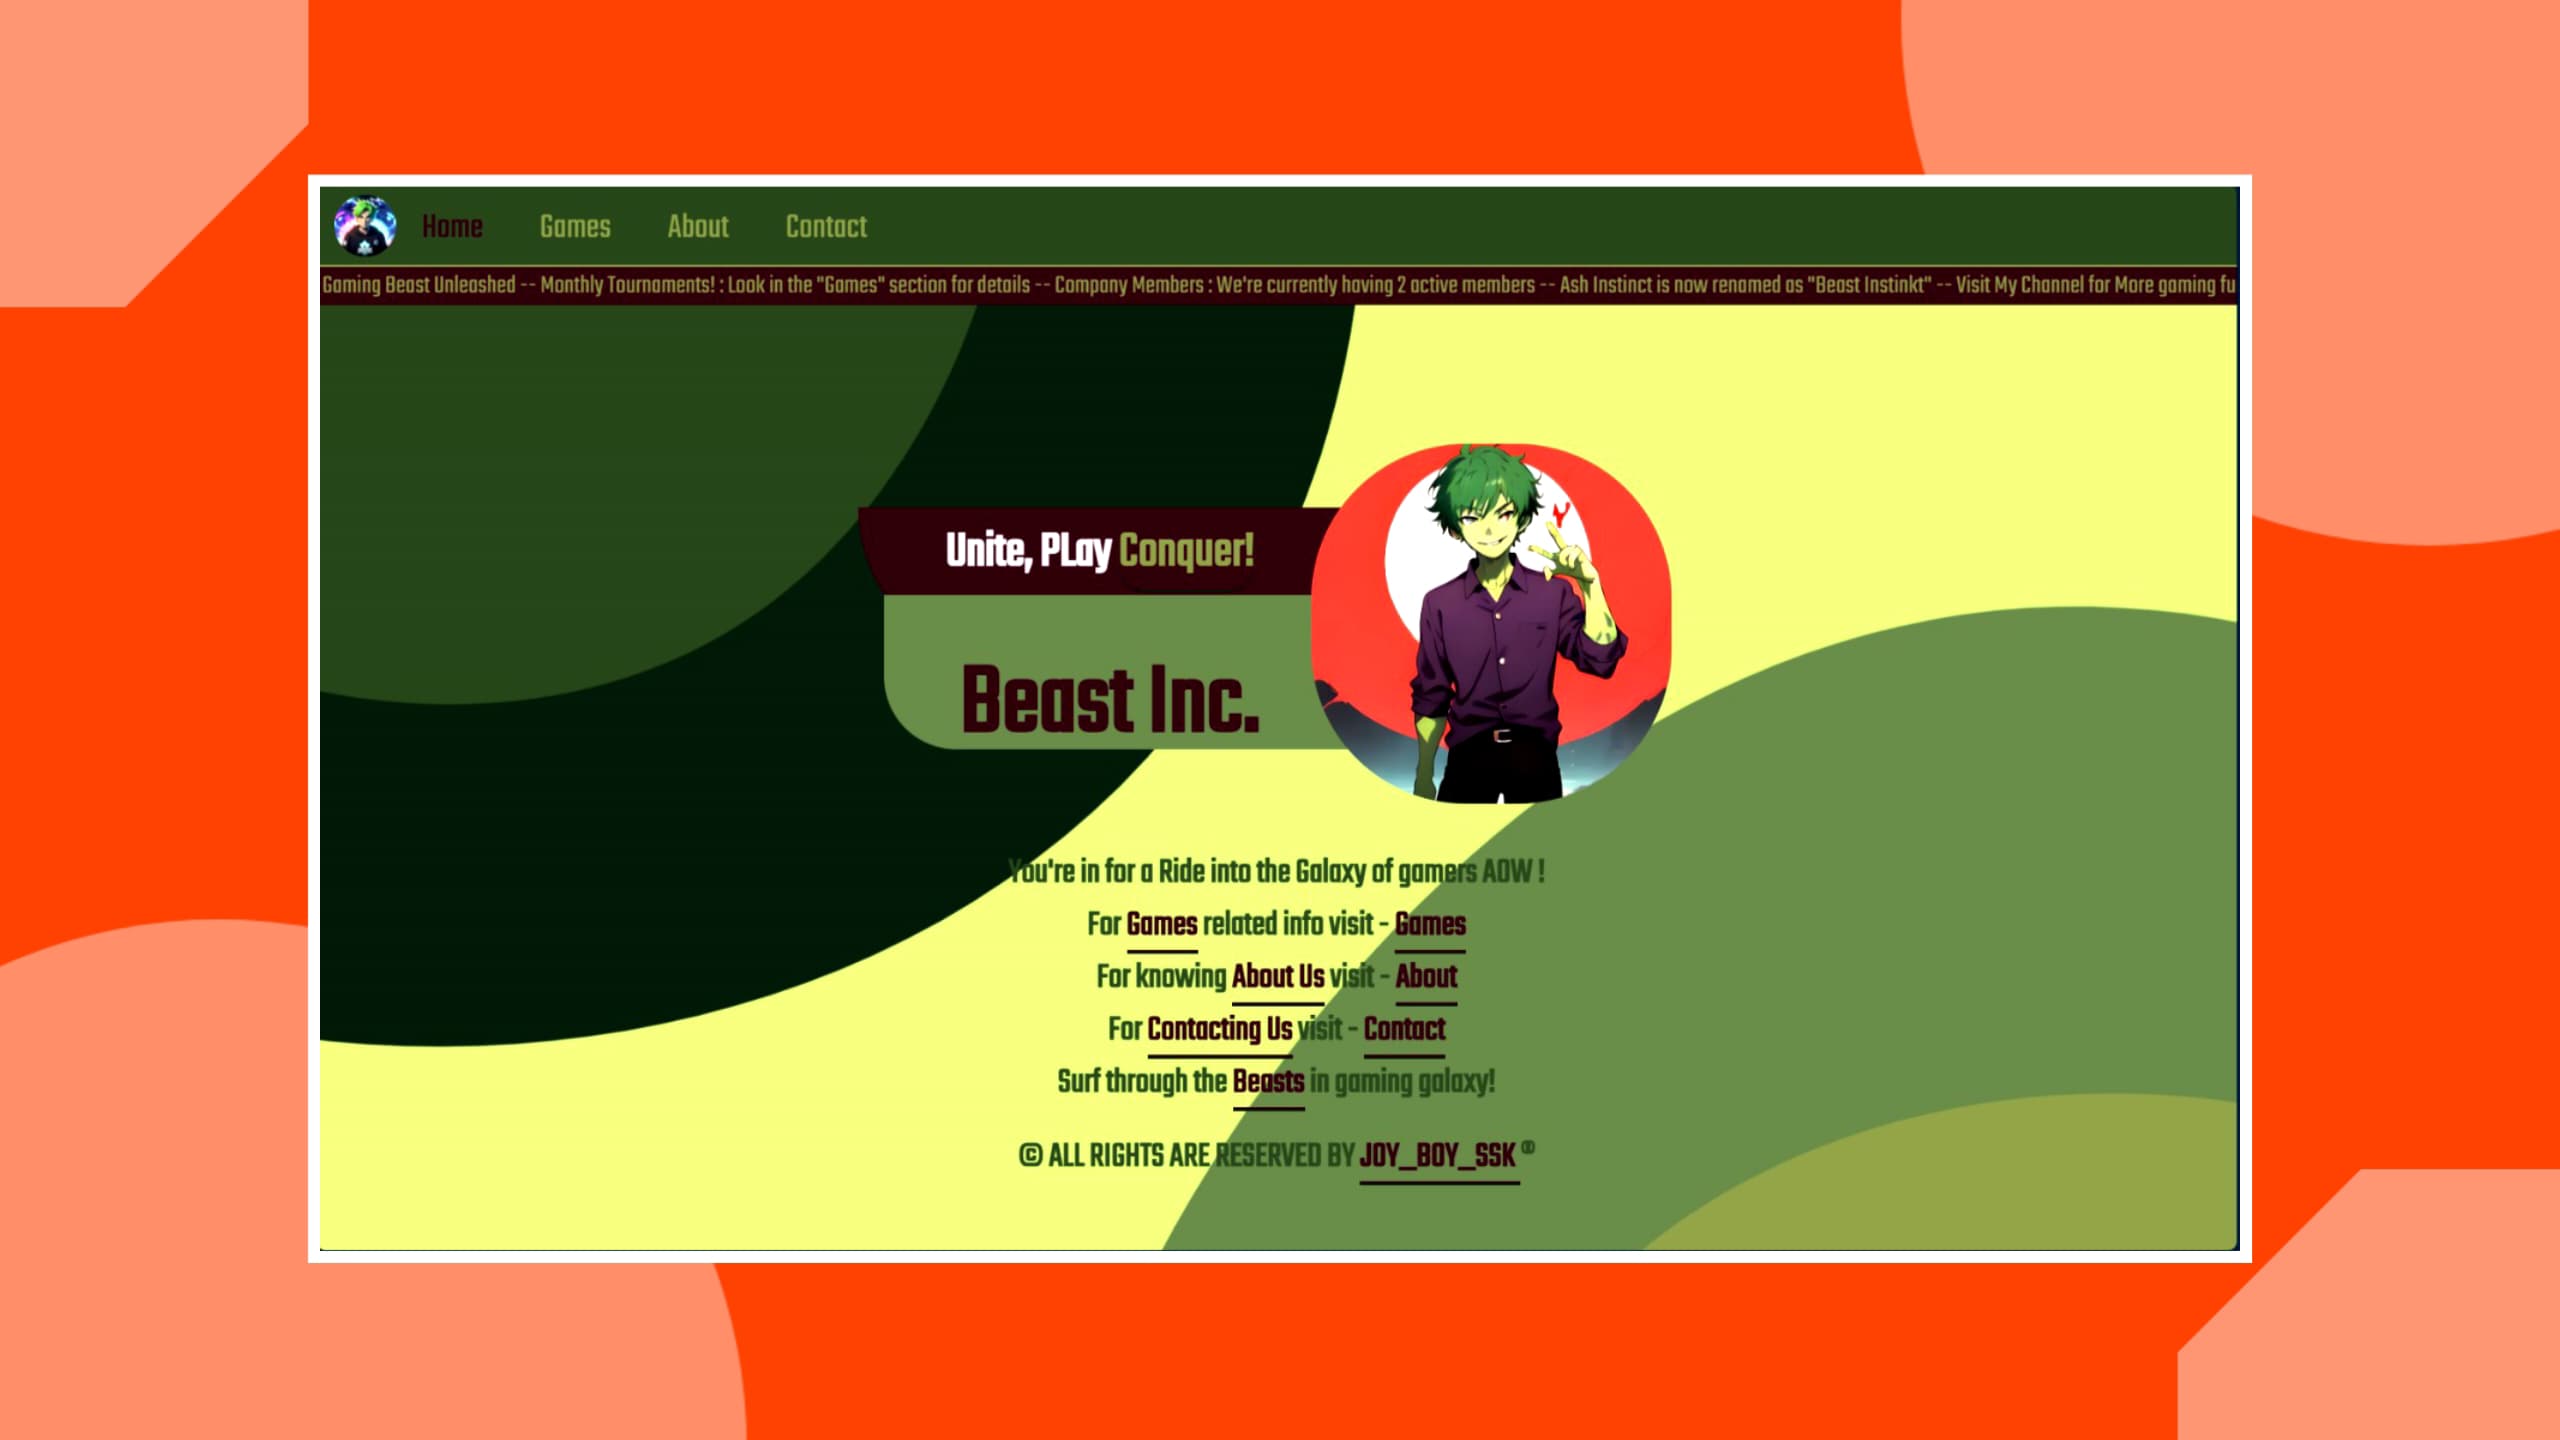 Home Games About Contact
Gaming Beast Unleashed -- Monthly Tournaments! : Look in the "Games" section for details -- Company Members : We're currently having 2 active members -- Ash Instinct is now renamed as "Beast Instinkt" -- Visit My Channel for More gaming fu
Unite, PLay Conquer!
Beast Inc.
You're in for a Ride into the Galaxy of gamers AOW !
For Games related info visit - Games
For knowing About Us visit - About
For Contacting Us visit - Contact
Surf through the Beasts in gaming galaxy!
© ALL RIGHTS ARE RESERVED BY JOY_BOY_SSK